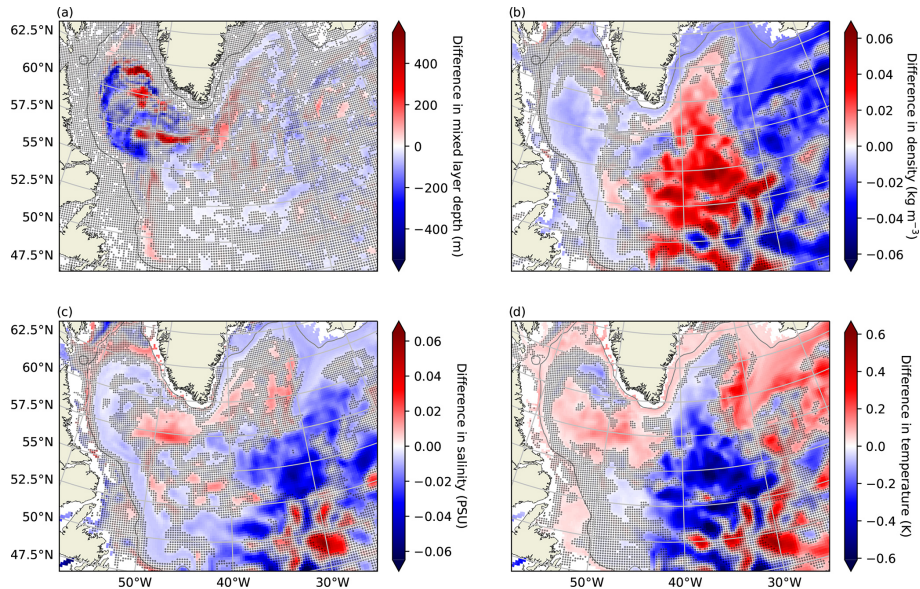 (a)
62.5°N
60°N
57.5°N
55°N
52.5°N
50°N
47.5°N
400
200
0
−200
−400
Difference in mixed layer depth (m)
(b)
0.06
0.04
0.02
0.00
−0.02
−0.04
−0.06
Difference in density (kg m⁻³)
(c)
62.5°N
60°N
57.5°N
55°N
52.5°N
50°N
47.5°N
50°W
40°W
30°W
0.06
0.04
0.02
0.00
−0.02
−0.04
−0.06
Difference in salinity (PSU)
(d)
50°W
40°W
30°W
0.6
0.4
0.2
0.0
−0.2
−0.4
−0.6
Difference in temperature (K)